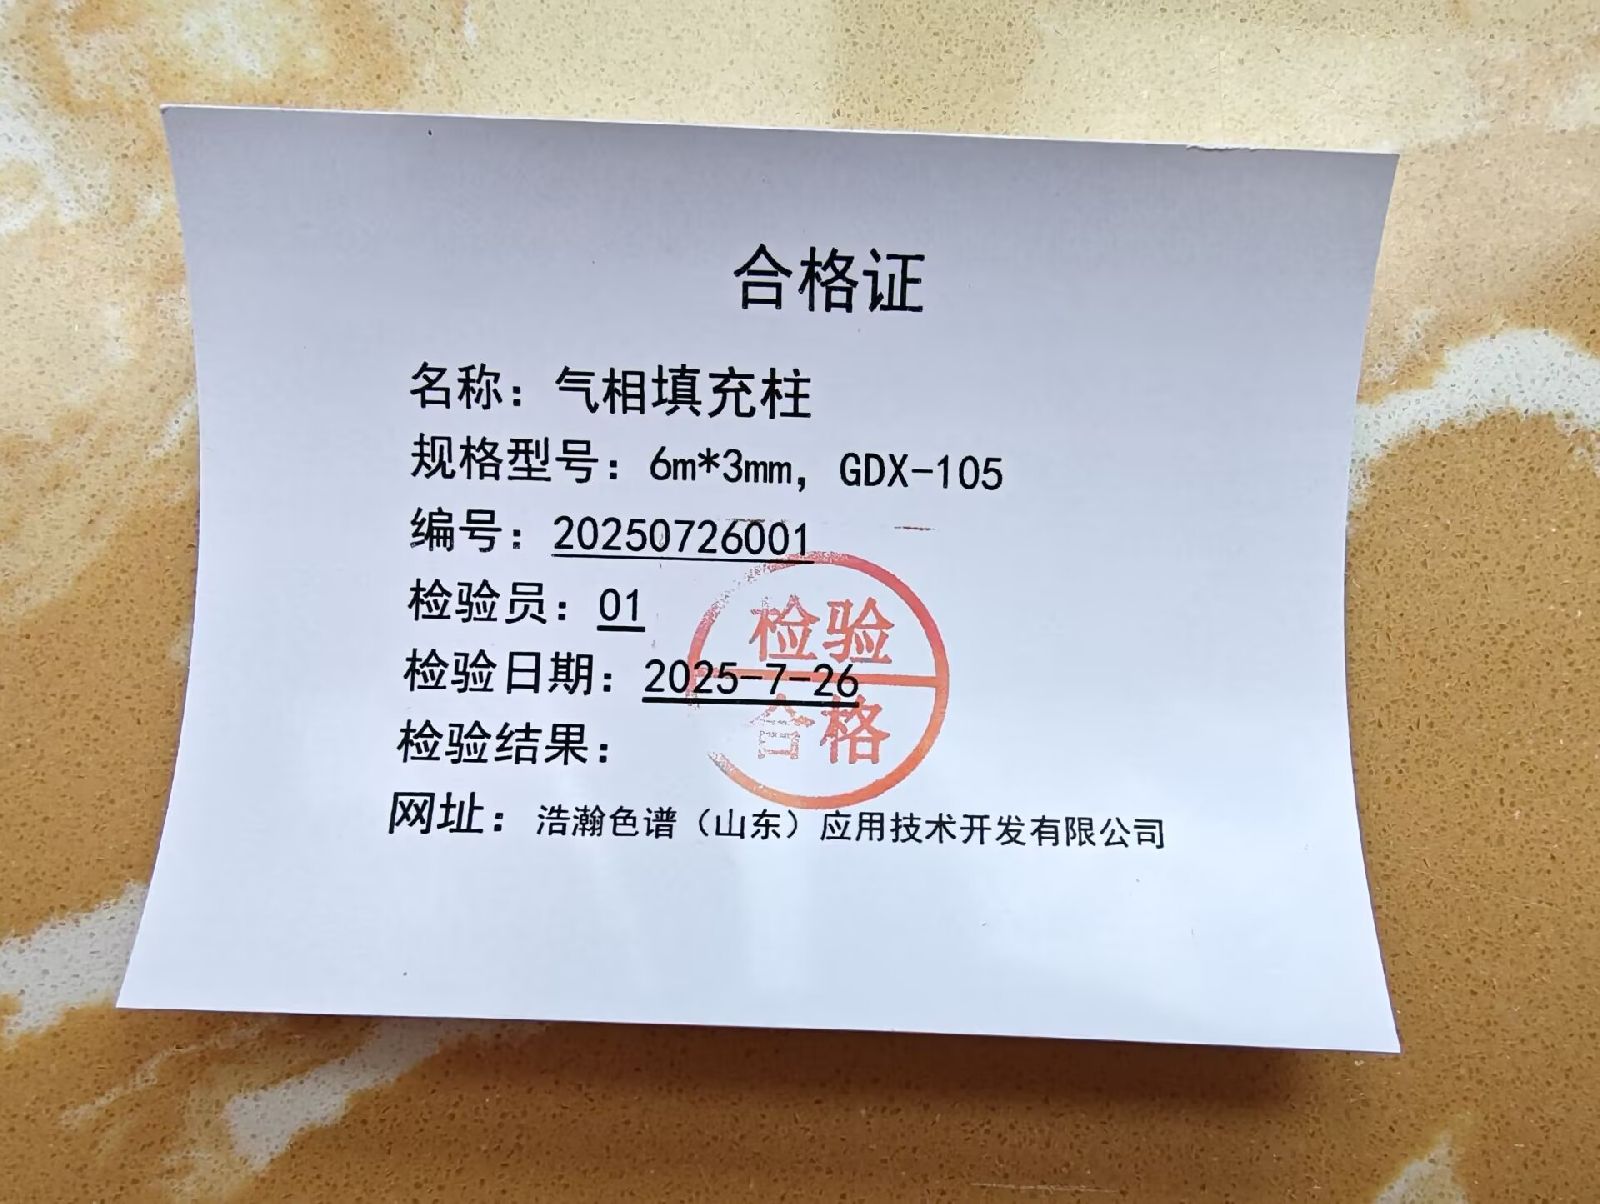 合格证
名称：气相填充柱
规格型号：6m*3mm，GDX-105
编号：20250726001
检验员：01
检验日期：2025-7-26
检验结果：
网址：浩瀚色谱（山东）应用技术开发有限公司
检验
合格